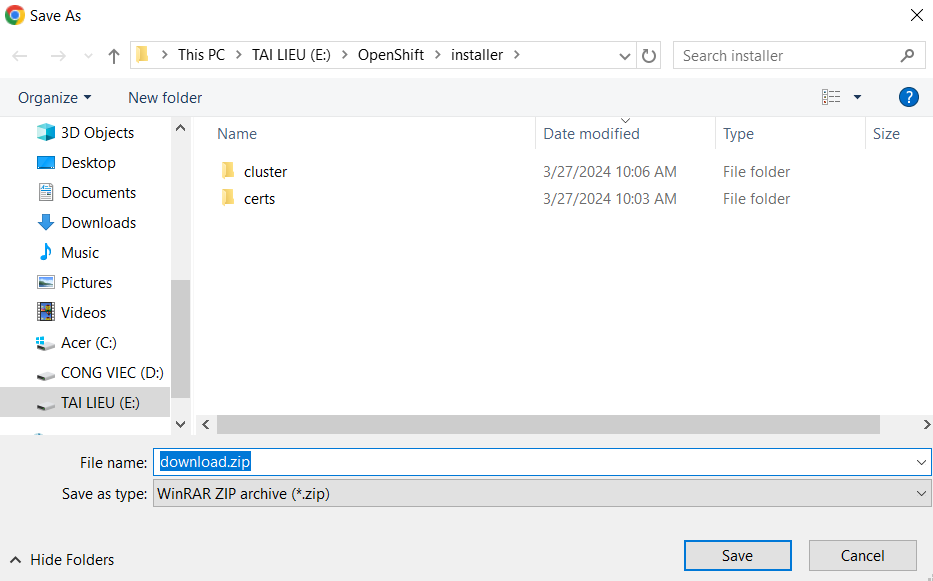 Save As
This PC TAI LIEU (E:) OpenShift installer
Search installer
Organize New folder
?
Name Date modified Type Size
3D Objects
Desktop
Documents
Downloads
Music
Pictures
Videos
Acer (C:)
CONG VIEC (D:)
TAI LIEU (E:)
cluster 3/27/2024 10:06 AM File folder
certs 3/27/2024 10:03 AM File folder
File name: download.zip
Save as type: WinRAR ZIP archive (*.zip)
Hide Folders
Save Cancel